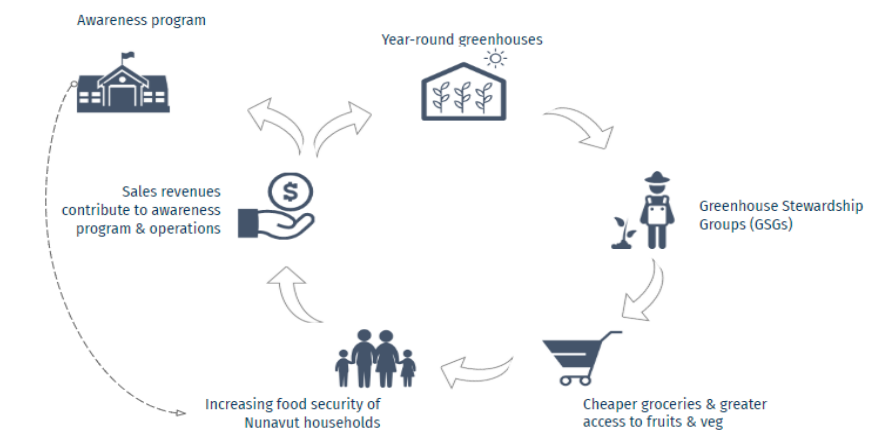 Awareness program
Year-round greenhouses
Sales revenues
contribute to awareness
program & operations
$
Greenhouse Stewardship
Groups (GSGs)
Increasing food security of
Nunavut households
Cheaper groceries & greater
access to fruits & veg